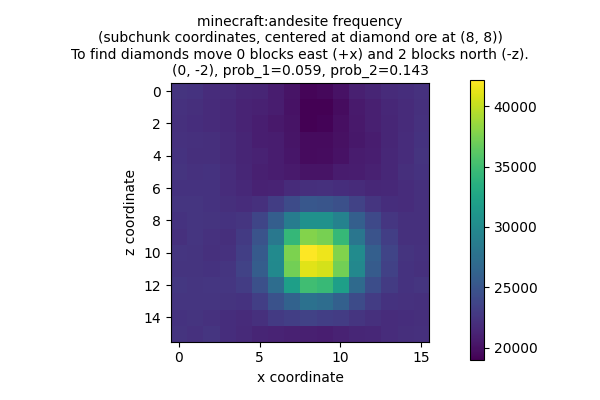 minecraft:andesite frequency
(subchunk coordinates, centered at diamond ore at (8, 8))
To find diamonds move 0 blocks east (+x) and 2 blocks north (-z).
(0, -2), prob_1=0.059, prob_2=0.143
0
2
4
6
8
10
12
14
z coordinate
0
5
10
15
x coordinate
40000
35000
30000
25000
20000